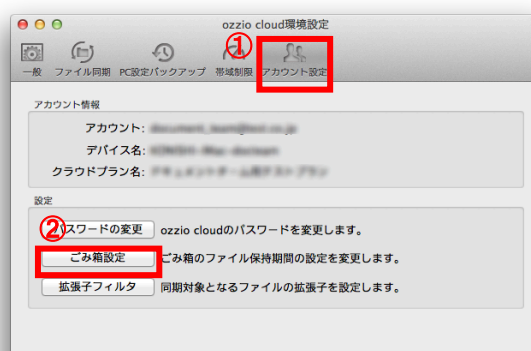 ozzio cloud環境設定
①
一般 ファイル同期 PC設定バックアップ 帯域制限 アカウント設定
アカウント情報
アカウント:
デバイス名:
クラウドプラン名:
設定
② パスワードの変更 ozzio cloudのパスワードを変更します。
ごみ箱設定 ごみ箱のファイル保持期間の設定を変更します。
拡張子フィルタ 同期対象となるファイルの拡張子を設定します。